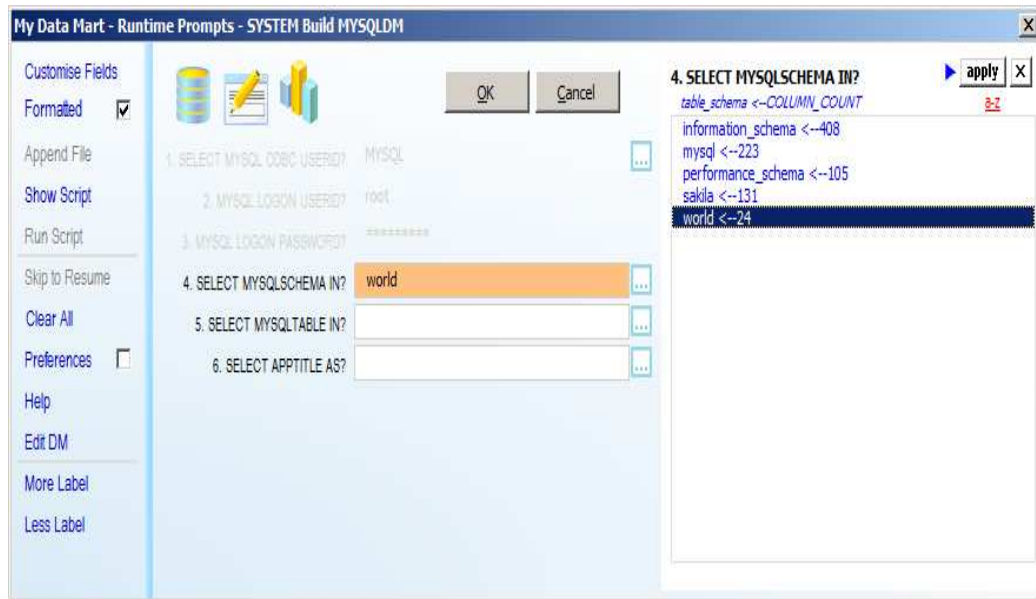 My Data Mart - Runtime Prompts - SYSTEM Build MYSQLDM
X
Customise Fields
Formatted
Append File
Show Script
Run Script
Skip to Resume
Clear All
Preferences
Help
Edit DM
More Label
Less Label
OK
Cancel
1. SELECT MYSQL ODBC USERID?
MYSQL
...
2. MYSQL LOGON USERID?
root
3. MYSQL LOGON PASSWORD?
*********
4. SELECT MYSQLSCHEMA IN?
world
...
5. SELECT MYSQLTABLE IN?
...
6. SELECT APPTITLE AS?
...
4. SELECT MYSQLSCHEMA IN?
apply
X
table_schema <--COLUMN_COUNT
a-z
information_schema <--408
mysql <--223
performance_schema <--105
sakila <--131
world <--24